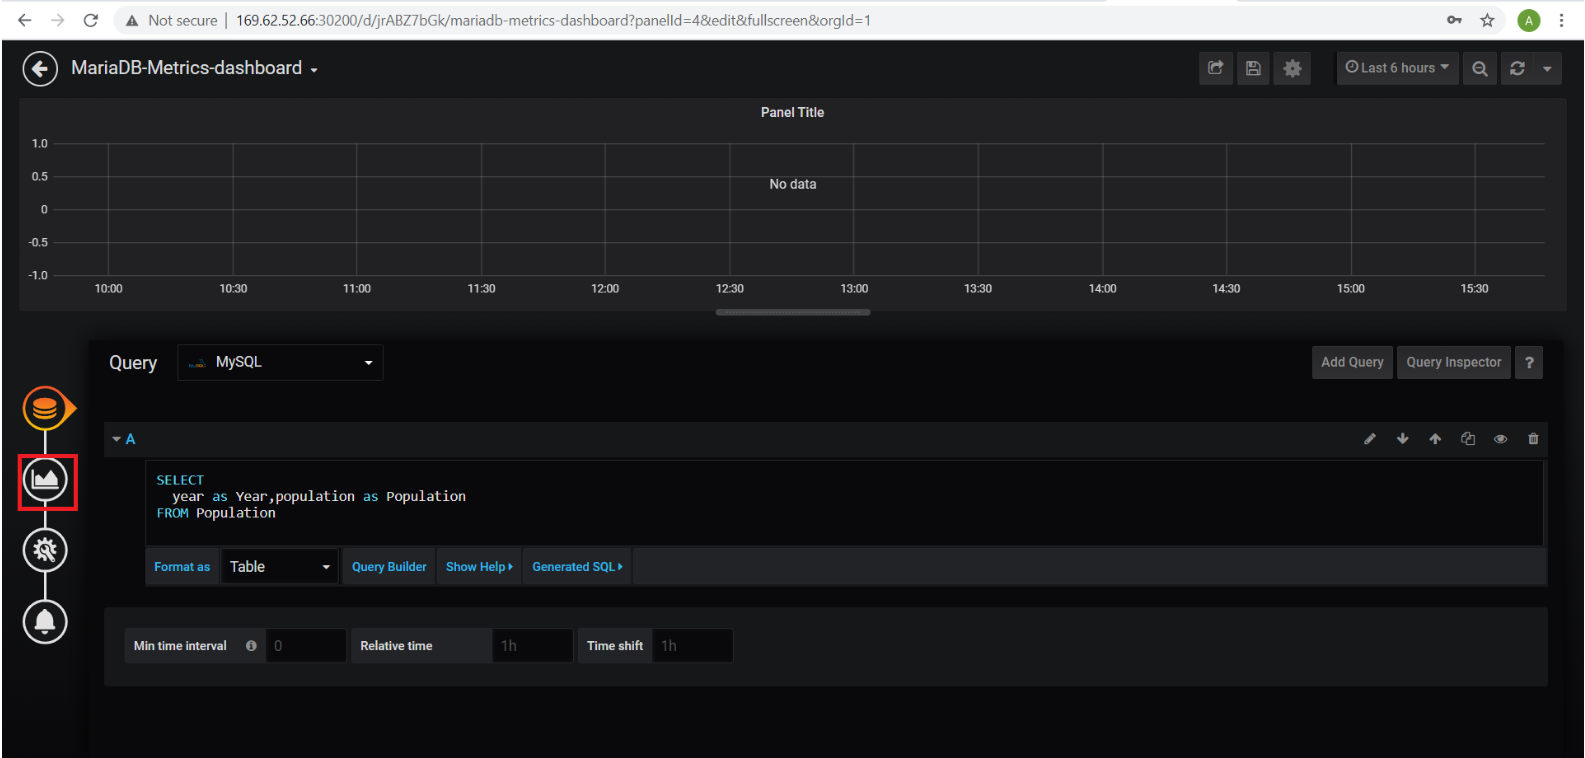 Not secure | 169.62.52.66:30200/d/jrABZ7bGk/mariadb-metrics-dashboard?panelId=4&edit&fullscreen&orgId=1
A
MariaDB-Metrics-dashboard
Last 6 hours
Panel Title
1.0
0.5
No data
0
-0.5
-1.0
10:00 10:30 11:00 11:30 12:00 12:30 13:00 13:30 14:00 14:30 15:00 15:30
Query MySQL Add Query Query Inspector ?
A
SELECT
year as Year,population as Population
FROM Population
Format as Table Query Builder Show Help Generated SQL
Min time interval 0 Relative time 1h Time shift 1h